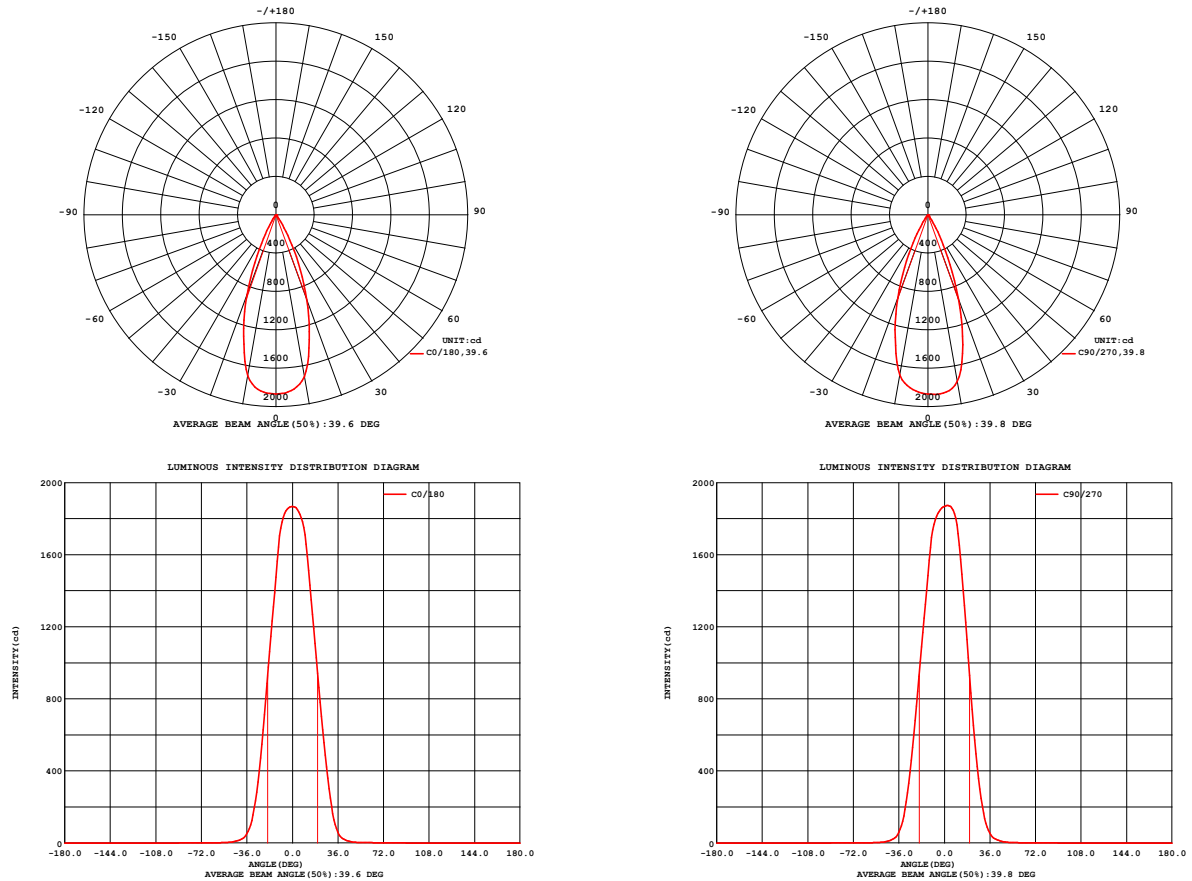 -/+180
-150
150
-120
120
-90
90
-60
60
-30
30
0
0
400
800
1200
1600
2000
UNIT:cd
C0/180,39.6
AVERAGE BEAM ANGLE(50%):39.6 DEG
-/+180
-150
150
-120
120
-90
90
-60
60
-30
30
0
0
400
800
1200
1600
2000
UNIT:cd
C90/270,39.8
AVERAGE BEAM ANGLE(50%):39.8 DEG
LUMINOUS INTENSITY DISTRIBUTION DIAGRAM
C0/180
2000
1600
1200
800
400
0
INTENSITY(cd)
-180.0 -144.0 -108.0 -72.0 -36.0 0.0 36.0 72.0 108.0 144.0 180.0
ANGLE(DEG)
AVERAGE BEAM ANGLE(50%):39.6 DEG
LUMINOUS INTENSITY DISTRIBUTION DIAGRAM
C90/270
2000
1600
1200
800
400
0
INTENSITY(cd)
-180.0 -144.0 -108.0 -72.0 -36.0 0.0 36.0 72.0 108.0 144.0 180.0
ANGLE(DEG)
AVERAGE BEAM ANGLE(50%):39.8 DEG